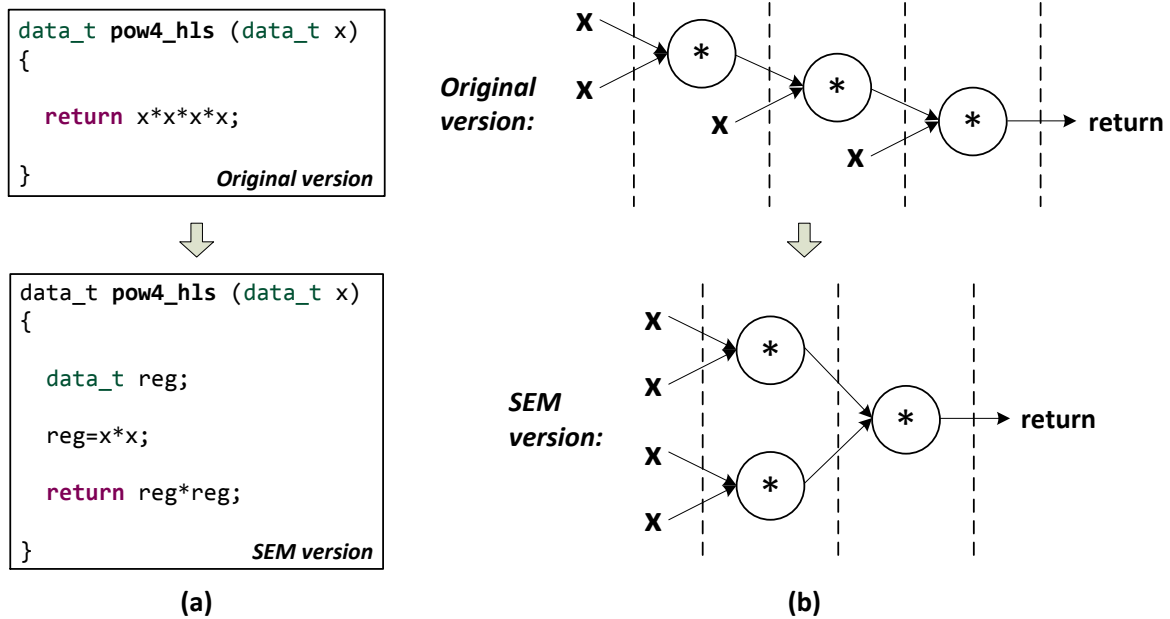 data_t pow4_hls (data_t x)
{
return x*x*x*x;
}
Original version
data_t pow4_hls (data_t x)
{
data_t reg;
reg=x*x;
return reg*reg;
}
SEM version
(a)
Original
version:
x
x
*
x
*
x
*
return
SEM
version:
x
x
*
x
x
*
*
return
(b)